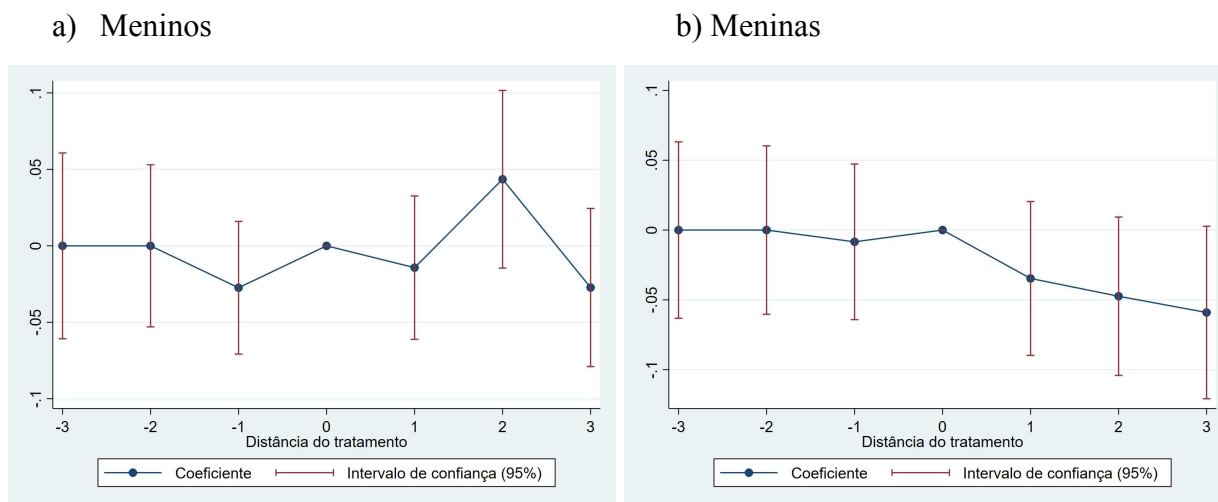 a) Meninos
.1
.05
0
-.05
-.1
-3 -2 -1 0 1 2 3
Distância do tratamento
Coeficiente Intervalo de confiança (95%)
b) Meninas
.1
.05
0
-.05
-.1
-3 -2 -1 0 1 2 3
Distância do tratamento
Coeficiente Intervalo de confiança (95%)